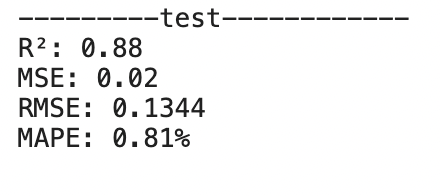 ---------test------------
R²: 0.88
MSE: 0.02
RMSE: 0.1344
MAPE: 0.81%